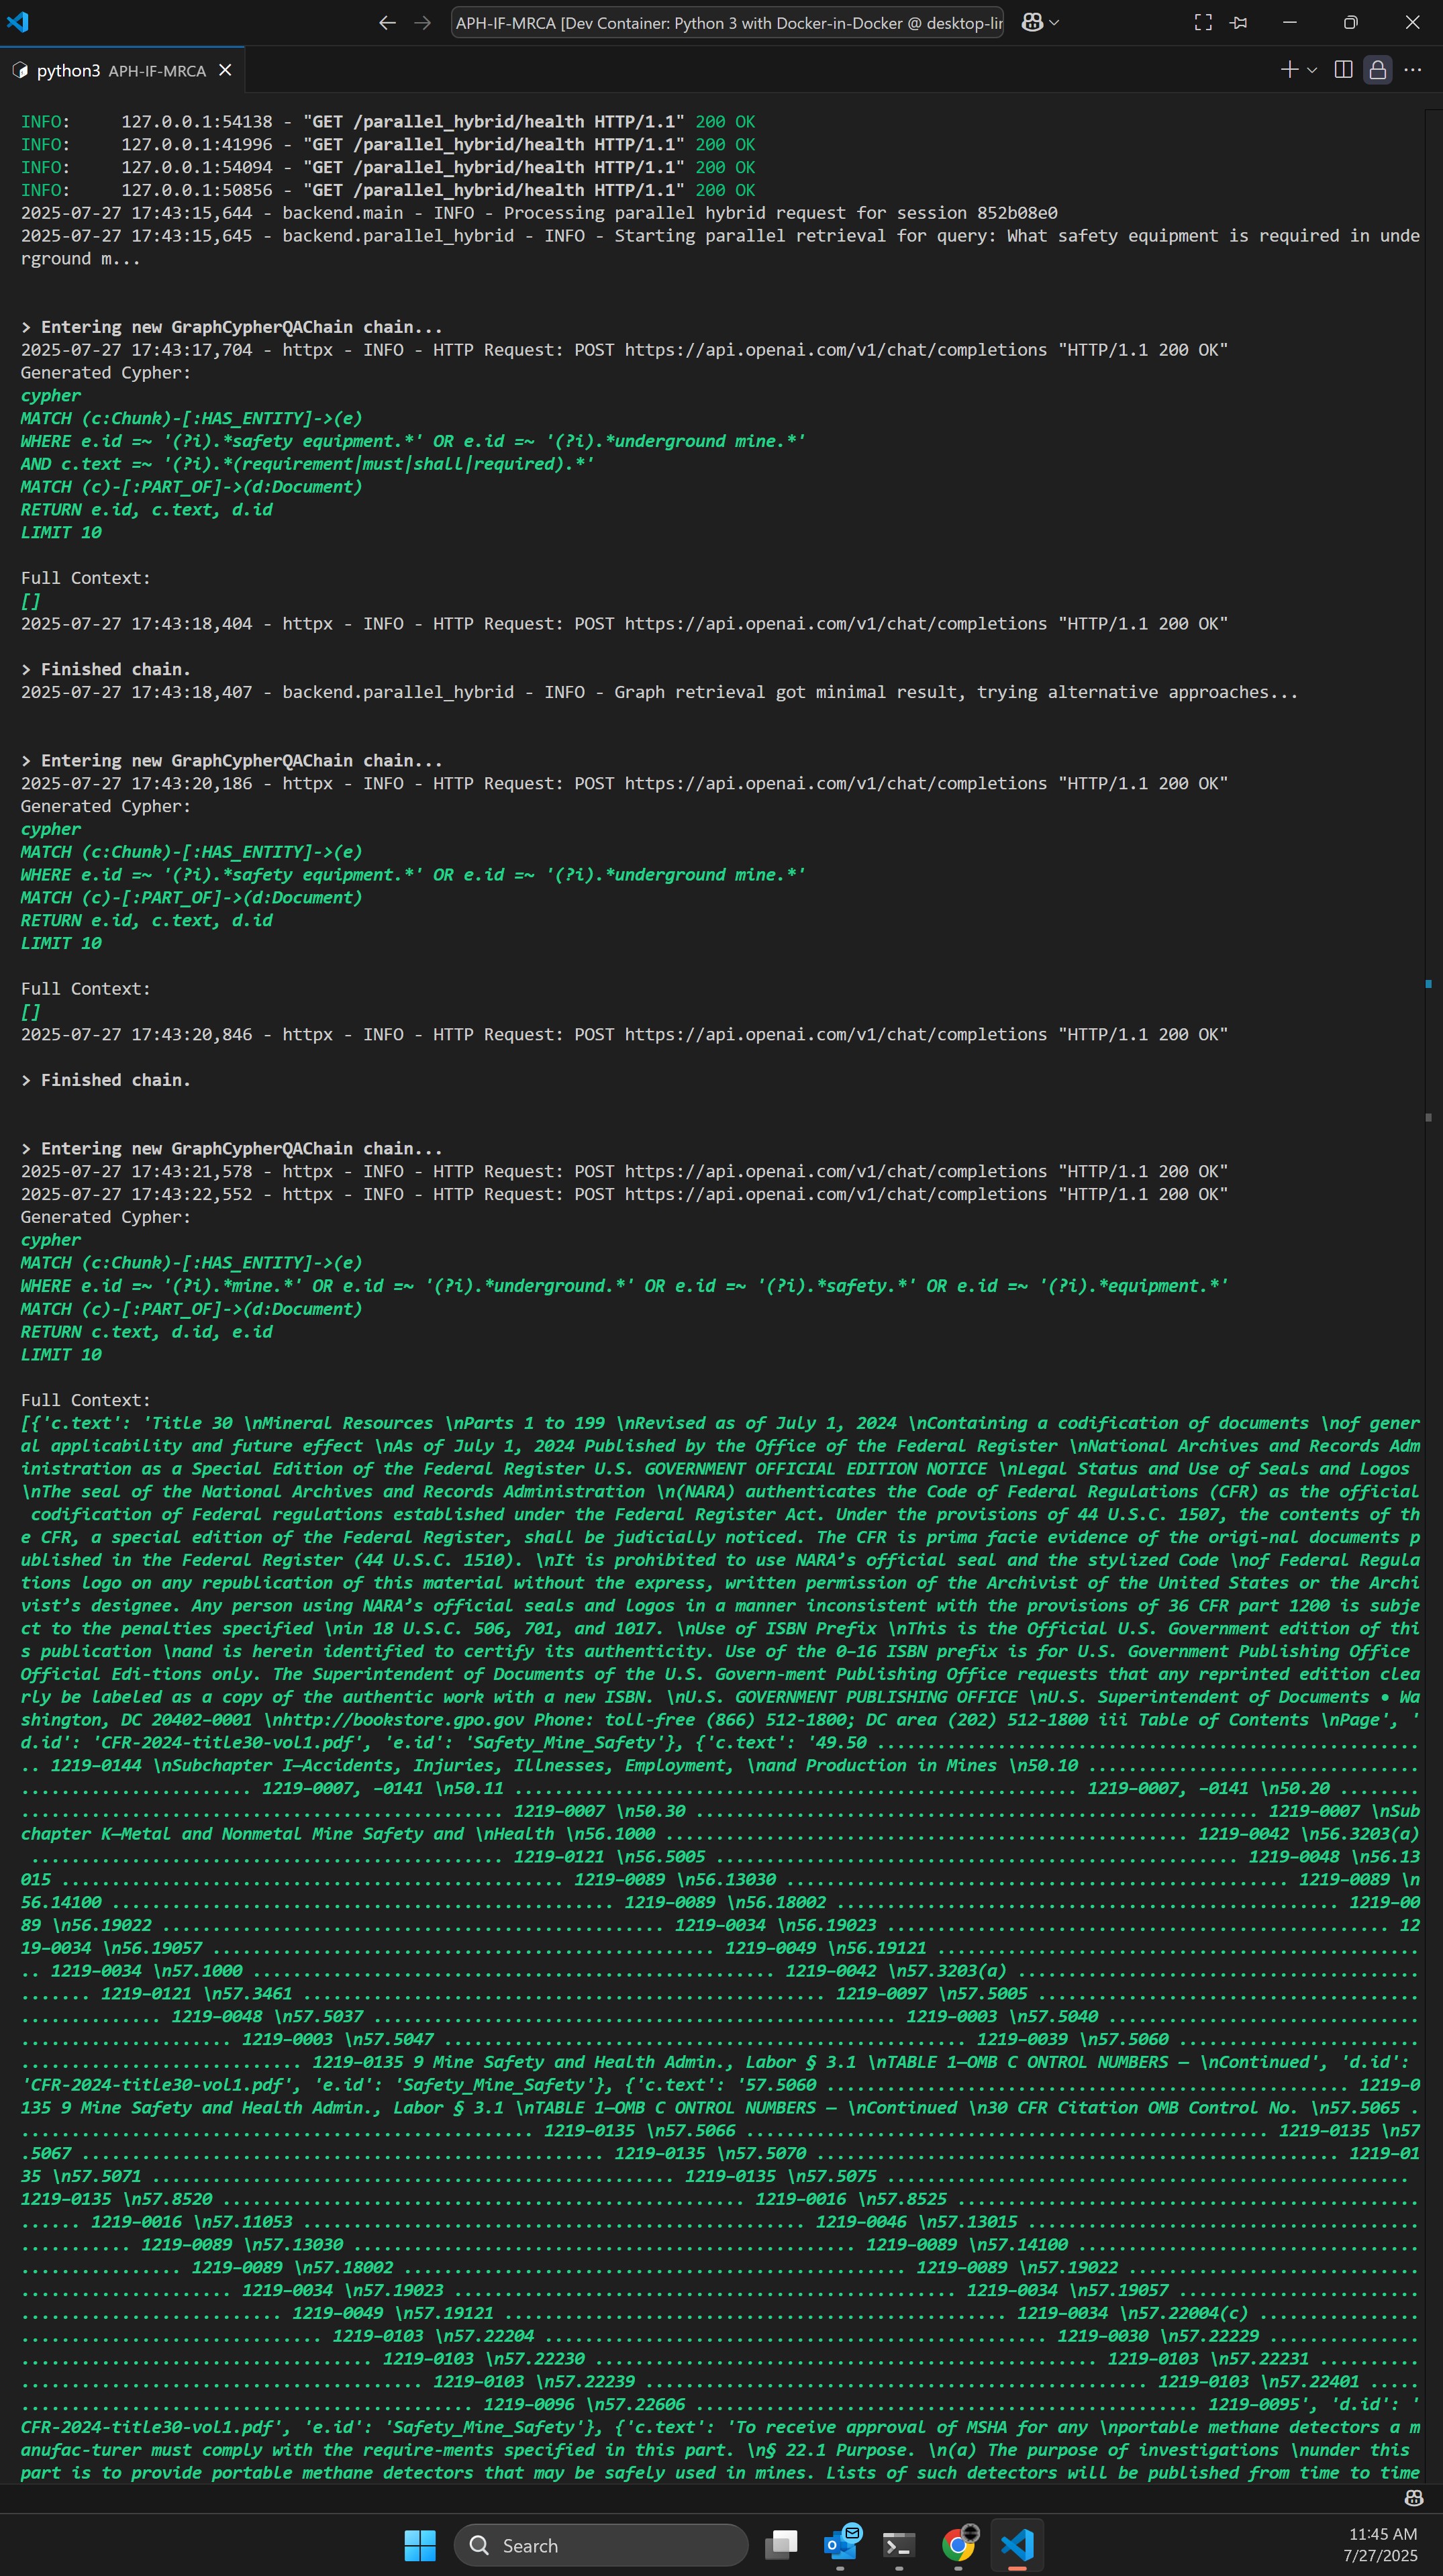 APH-IF-MRCA [Dev Container: Python 3 with Docker-in-Docker @ desktop-lin
python3 APH-IF-MRCA
INFO:     127.0.0.1:54138 - "GET /parallel_hybrid/health HTTP/1.1" 200 OK
INFO:     127.0.0.1:41996 - "GET /parallel_hybrid/health HTTP/1.1" 200 OK
INFO:     127.0.0.1:54094 - "GET /parallel_hybrid/health HTTP/1.1" 200 OK
INFO:     127.0.0.1:50856 - "GET /parallel_hybrid/health HTTP/1.1" 200 OK
2025-07-27 17:43:15,644 - backend.main - INFO - Processing parallel hybrid request for session 852b08e0
2025-07-27 17:43:15,645 - backend.parallel_hybrid - INFO - Starting parallel retrieval for query: What safety equipment is required in unde
rground m...
> Entering new GraphCypherQAChain chain...
2025-07-27 17:43:17,704 - httpx - INFO - HTTP Request: POST https://api.openai.com/v1/chat/completions "HTTP/1.1 200 OK"
Generated Cypher:
cypher
MATCH (c:Chunk)-[:HAS_ENTITY]->(e)
WHERE e.id =~ '(?i).*safety equipment.*' OR e.id =~ '(?i).*underground mine.*'
AND c.text =~ '(?i).*(requirement|must|shall|required).*'
MATCH (c)-[:PART_OF]->(d:Document)
RETURN e.id, c.text, d.id
LIMIT 10
Full Context:
[]
2025-07-27 17:43:18,404 - httpx - INFO - HTTP Request: POST https://api.openai.com/v1/chat/completions "HTTP/1.1 200 OK"
> Finished chain.
2025-07-27 17:43:18,407 - backend.parallel_hybrid - INFO - Graph retrieval got minimal result, trying alternative approaches...
> Entering new GraphCypherQAChain chain...
2025-07-27 17:43:20,186 - httpx - INFO - HTTP Request: POST https://api.openai.com/v1/chat/completions "HTTP/1.1 200 OK"
Generated Cypher:
cypher
MATCH (c:Chunk)-[:HAS_ENTITY]->(e)
WHERE e.id =~ '(?i).*safety equipment.*' OR e.id =~ '(?i).*underground mine.*'
MATCH (c)-[:PART_OF]->(d:Document)
RETURN e.id, c.text, d.id
LIMIT 10
Full Context:
[]
2025-07-27 17:43:20,846 - httpx - INFO - HTTP Request: POST https://api.openai.com/v1/chat/completions "HTTP/1.1 200 OK"
> Finished chain.
> Entering new GraphCypherQAChain chain...
2025-07-27 17:43:21,578 - httpx - INFO - HTTP Request: POST https://api.openai.com/v1/chat/completions "HTTP/1.1 200 OK"
2025-07-27 17:43:22,552 - httpx - INFO - HTTP Request: POST https://api.openai.com/v1/chat/completions "HTTP/1.1 200 OK"
Generated Cypher:
cypher
MATCH (c:Chunk)-[:HAS_ENTITY]->(e)
WHERE e.id =~ '(?i).*mine.*' OR e.id =~ '(?i).*underground.*' OR e.id =~ '(?i).*safety.*' OR e.id =~ '(?i).*equipment.*'
MATCH (c)-[:PART_OF]->(d:Document)
RETURN c.text, d.id, e.id
LIMIT 10
Full Context:
[{'c.text': 'Title 30 \nMineral Resources \nParts 1 to 199 \nRevised as of July 1, 2024 \nContaining a codification of documents \nof gener
al applicability and future effect \nAs of July 1, 2024 Published by the Office of the Federal Register \nNational Archives and Records Adm
inistration as a Special Edition of the Federal Register U.S. GOVERNMENT OFFICIAL EDITION NOTICE \nLegal Status and Use of Seals and Logos
\nThe seal of the National Archives and Records Administration \n(NARA) authenticates the Code of Federal Regulations (CFR) as the official
codification of Federal regulations established under the Federal Register Act. Under the provisions of 44 U.S.C. 1507, the contents of th
e CFR, a special edition of the Federal Register, shall be judicially noticed. The CFR is prima facie evidence of the origi-nal documents p
ublished in the Federal Register (44 U.S.C. 1510). \nIt is prohibited to use NARA’s official seal and the stylized Code \nof Federal Regula
tions logo on any republication of this material without the express, written permission of the Archivist of the United States or the Archi
vist’s designee. Any person using NARA’s official seals and logos in a manner inconsistent with the provisions of 36 CFR part 1200 is subje
ct to the penalties specified \nin 18 U.S.C. 506, 701, and 1017. \nUse of ISBN Prefix \nThis is the Official U.S. Government edition of thi
s publication \nand is herein identified to certify its authenticity. Use of the 0–16 ISBN prefix is for U.S. Government Publishing Office
Official Edi-tions only. The Superintendent of Documents of the U.S. Govern-ment Publishing Office requests that any reprinted edition clea
rly be labeled as a copy of the authentic work with a new ISBN. \nU.S. GOVERNMENT PUBLISHING OFFICE \nU.S. Superintendent of Documents • Wa
shington, DC 20402–0001 \nhttp://bookstore.gpo.gov Phone: toll-free (866) 512-1800; DC area (202) 512-1800 iii Table of Contents \nPage', '
d.id': 'CFR-2024-title30-vol1.pdf', 'e.id': 'Safety_Mine_Safety'}, {'c.text': '49.50 ......................................................
.. 1219–0144 \nSubchapter I—Accidents, Injuries, Illnesses, Employment, \nand Production in Mines \n50.10 .................................
....................... 1219–0007, –0141 \n50.11 ........................................................ 1219–0007, –0141 \n50.20 ........
................................................ 1219–0007 \n50.30 ........................................................ 1219–0007 \nSub
chapter K—Metal and Nonmetal Mine Safety and \nHealth \n56.1000 .................................................... 1219–0042 \n56.3203(a)
............................................... 1219–0121 \n56.5005 .................................................... 1219–0048 \n56.13
015 .................................................. 1219–0089 \n56.13030 .................................................. 1219–0089 \n
56.14100 .................................................. 1219–0089 \n56.18002 .................................................. 1219–00
89 \n56.19022 .................................................. 1219–0034 \n56.19023 .................................................. 12
19–0034 \n56.19057 .................................................. 1219–0049 \n56.19121 ................................................
.. 1219–0034 \n57.1000 .................................................... 1219–0042 \n57.3203(a) ........................................
....... 1219–0121 \n57.3461 .................................................... 1219–0097 \n57.5005 ......................................
.............. 1219–0048 \n57.5037 .................................................... 1219–0003 \n57.5040 ...............................
..................... 1219–0003 \n57.5047 .................................................... 1219–0039 \n57.5060 ........................
............................ 1219–0135 9 Mine Safety and Health Admin., Labor § 3.1 \nTABLE 1—OMB C ONTROL NUMBERS — \nContinued', 'd.id':
'CFR-2024-title30-vol1.pdf', 'e.id': 'Safety_Mine_Safety'}, {'c.text': '57.5060 .................................................... 1219–0
135 9 Mine Safety and Health Admin., Labor § 3.1 \nTABLE 1—OMB C ONTROL NUMBERS — \nContinued \n30 CFR Citation OMB Control No. \n57.5065 .
................................................... 1219–0135 \n57.5066 .................................................... 1219–0135 \n57
.5067 .................................................... 1219–0135 \n57.5070 .................................................... 1219–01
35 \n57.5071 .................................................... 1219–0135 \n57.5075 ....................................................
1219–0135 \n57.8520 .................................................... 1219–0016 \n57.8525 ..............................................
...... 1219–0016 \n57.11053 .................................................. 1219–0046 \n57.13015 .......................................
........... 1219–0089 \n57.13030 .................................................. 1219–0089 \n57.14100 ..................................
................ 1219–0089 \n57.18002 .................................................. 1219–0089 \n57.19022 .............................
..................... 1219–0034 \n57.19023 .................................................. 1219–0034 \n57.19057 ........................
.......................... 1219–0049 \n57.19121 .................................................. 1219–0034 \n57.22004(c) ................
.............................. 1219–0103 \n57.22204 .................................................. 1219–0030 \n57.22229 ...............
................................... 1219–0103 \n57.22230 .................................................. 1219–0103 \n57.22231 ..........
........................................ 1219–0103 \n57.22239 .................................................. 1219–0103 \n57.22401 .....
............................................. 1219–0096 \n57.22606 .................................................. 1219–0095', 'd.id': '
CFR-2024-title30-vol1.pdf', 'e.id': 'Safety_Mine_Safety'}, {'c.text': 'To receive approval of MSHA for any \nportable methane detectors a m
anufac-turer must comply with the require-ments specified in this part. \n§ 22.1 Purpose. \n(a) The purpose of investigations \nunder this
part is to provide portable methane detectors that may be safely used in mines. Lists of such detectors will be published from time to time
Search
11:45 AM
7/27/2025